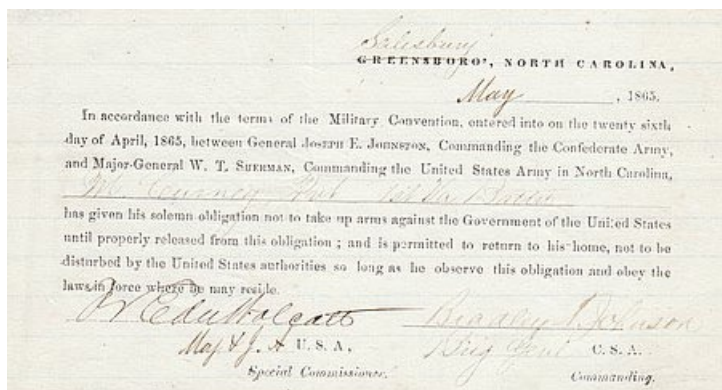 Salisbury
GREENSBORO', NORTH CAROLINA,
May , 1865.
In accordance with the terms of the Military Convention, entered into on the twenty sixth
day of April, 1865, between General JOSEPH E. JOHNSTON, Commanding the Confederate Army,
and Major-General W. T. SHERMAN, Commanding the United States Army in North Carolina,
has given his solemn obligation not to take up arms against the Government of the United States
until properly released from this obligation ; and is permitted to return to his home, not to be
disturbed by the United States authorities so long as he observe this obligation and obey the
laws in force where he may reside.
Bradley T Johnson
Maj & J. A U. S. A., Brig Genl C. S. A.
Special Commissioner. Commanding.